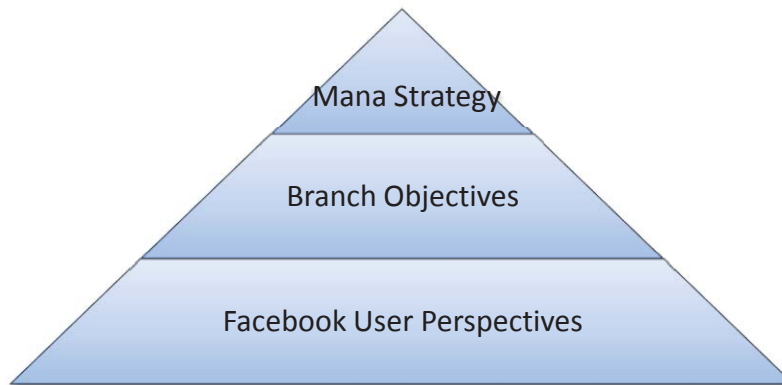 Mana Strategy
Branch Objectives
Facebook User Perspectives